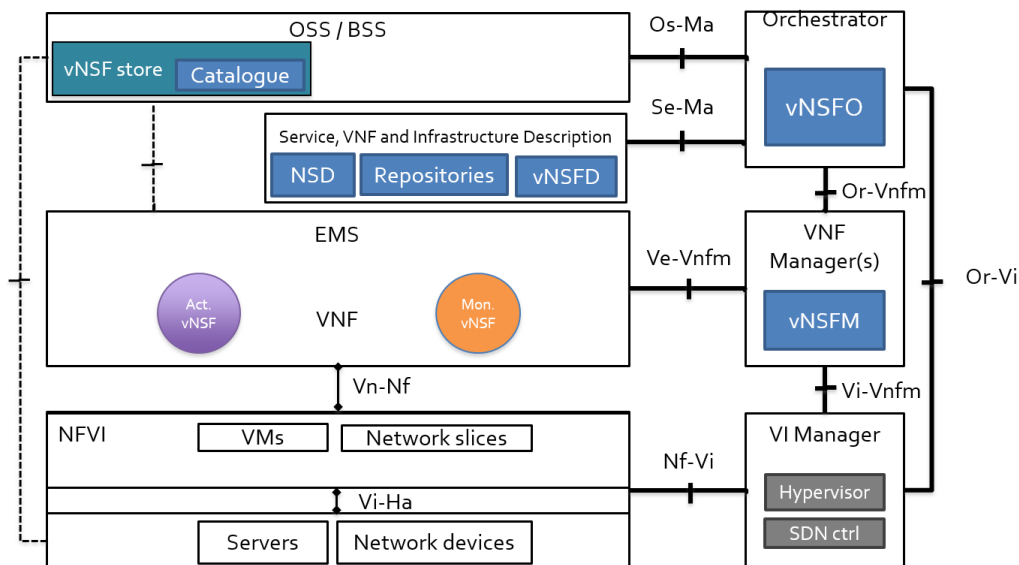 OSS / BSS
vNSF store
Catalogue
Os-Ma
Orchestrator
vNSFO
Se-Ma
Service, VNF and Infrastructure Description
NSD
Repositories
vNSFD
Or-Vnfm
EMS
Act.
vNSF
VNF
Mon.
vNSF
Ve-Vnfm
VNF
Manager(s)
vNSFM
Or-Vi
Vn-Nf
Vi-Vnfm
NFVI
VMs
Network slices
Nf-Vi
VI Manager
Hypervisor
SDN ctrl
Vi-Ha
Servers
Network devices